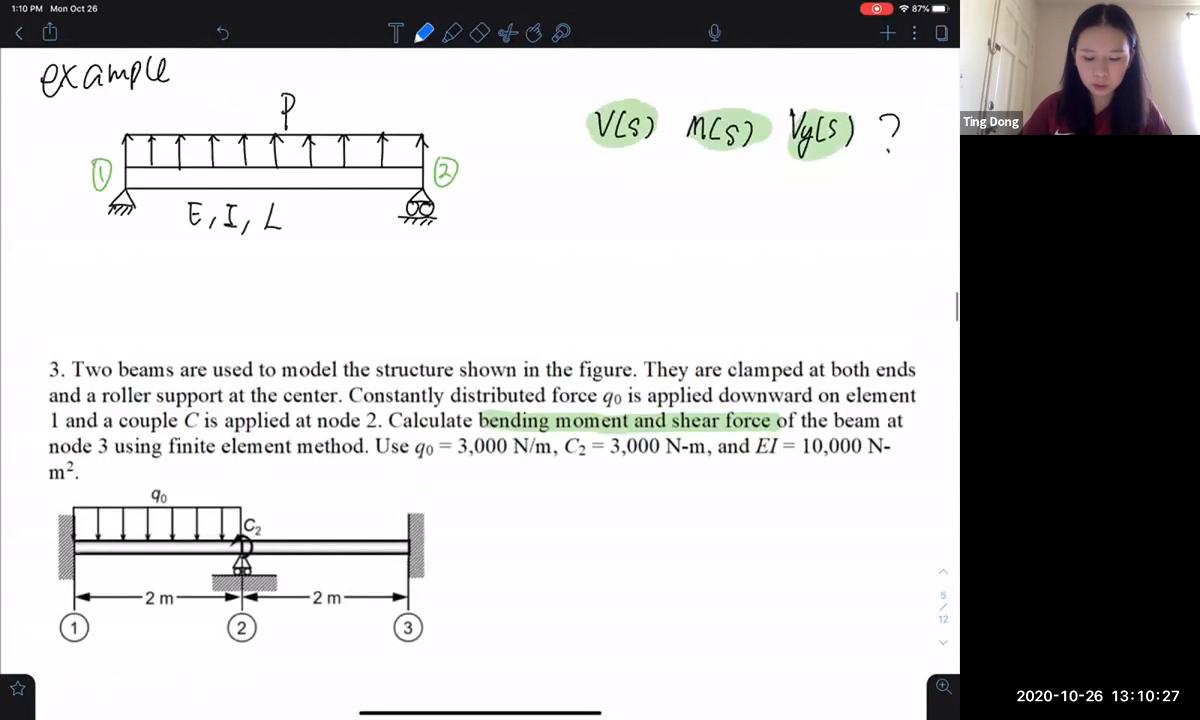 1:10 PM Mon Oct 26
87%
example
P
V(s) M(s) Vy(s) ?
1
2
E, I, L
3. Two beams are used to model the structure shown in the figure. They are clamped at both ends
and a roller support at the center. Constantly distributed force q0 is applied downward on element
1 and a couple C is applied at node 2. Calculate bending moment and shear force of the beam at
node 3 using finite element method. Use q0 = 3,000 N/m, C2 = 3,000 N-m, and EI = 10,000 N-
m².
q0
C2
2 m
2 m
1
2
3
5
/
12
Ting Dong
2020-10-26 13:10:27